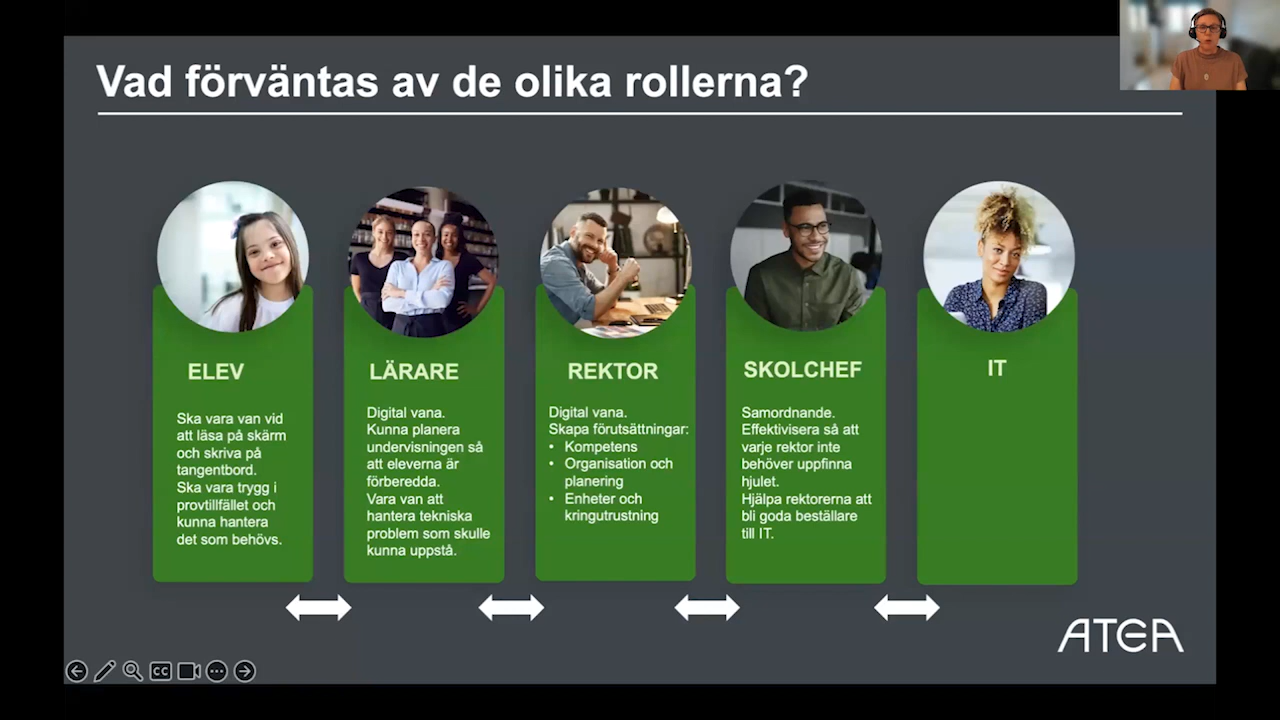 Vad förväntas av de olika rollerna?
ELEV
Ska vara van vid
att läsa på skärm
och skriva på
tangentbord.
Ska vara trygg i
provtillfället och
kunna hantera
det som behövs.
LÄRARE
Digital vana.
Kunna planera
undervisningen så
att eleverna är
förberedda.
Vara van att
hantera tekniska
problem som skulle
kunna uppstå.
REKTOR
Digital vana.
Skapa förutsättningar:
• Kompetens
• Organisation och
planering
• Enheter och
kringutrustning
SKOLCHEF
Samordnande.
Effektivisera så att
varje rektor inte
behöver uppfinna
hjulet.
Hjälpa rektorerna att
bli goda beställare
till IT.
IT
ATEA
CC